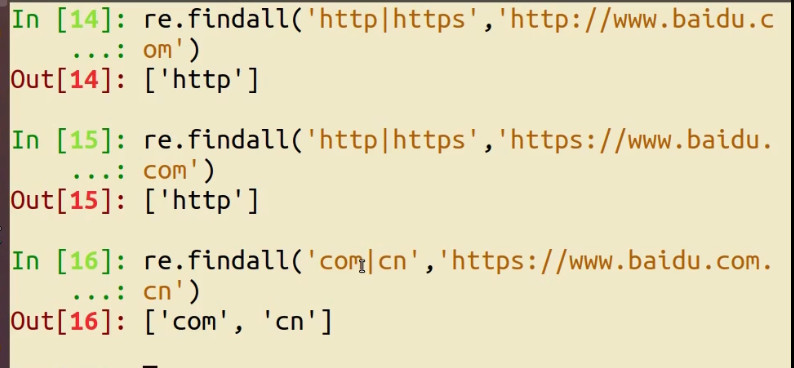 In [14]: re.findall('http|https','http://www.baidu.c
...: om')
Out[14]: ['http']
In [15]: re.findall('http|https','https://www.baidu.
...: com')
Out[15]: ['http']
In [16]: re.findall('com|cn','https://www.baidu.com.
...: cn')
Out[16]: ['com', 'cn']